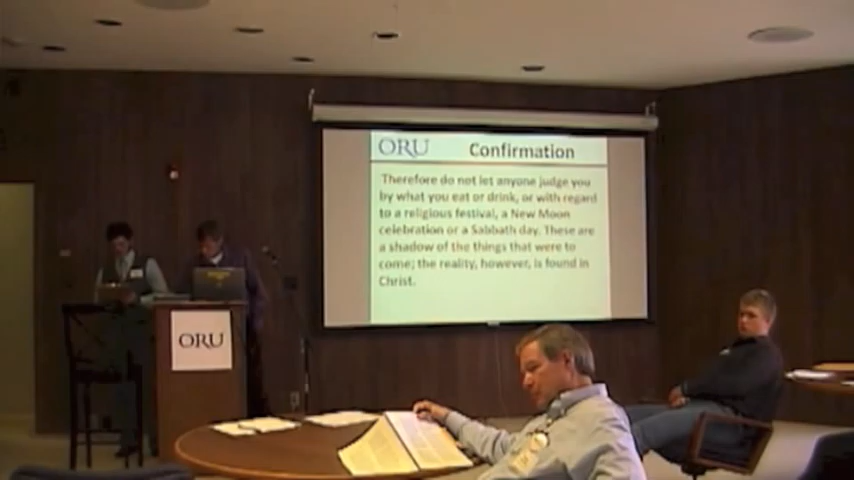 ORU Confirmation
Therefore do not let anyone judge you
by what you eat or drink, or with regard
to a religious festival, a New Moon
celebration or a Sabbath day. These are
a shadow of the things that were to
come; the reality, however, is found in
Christ.
ORU